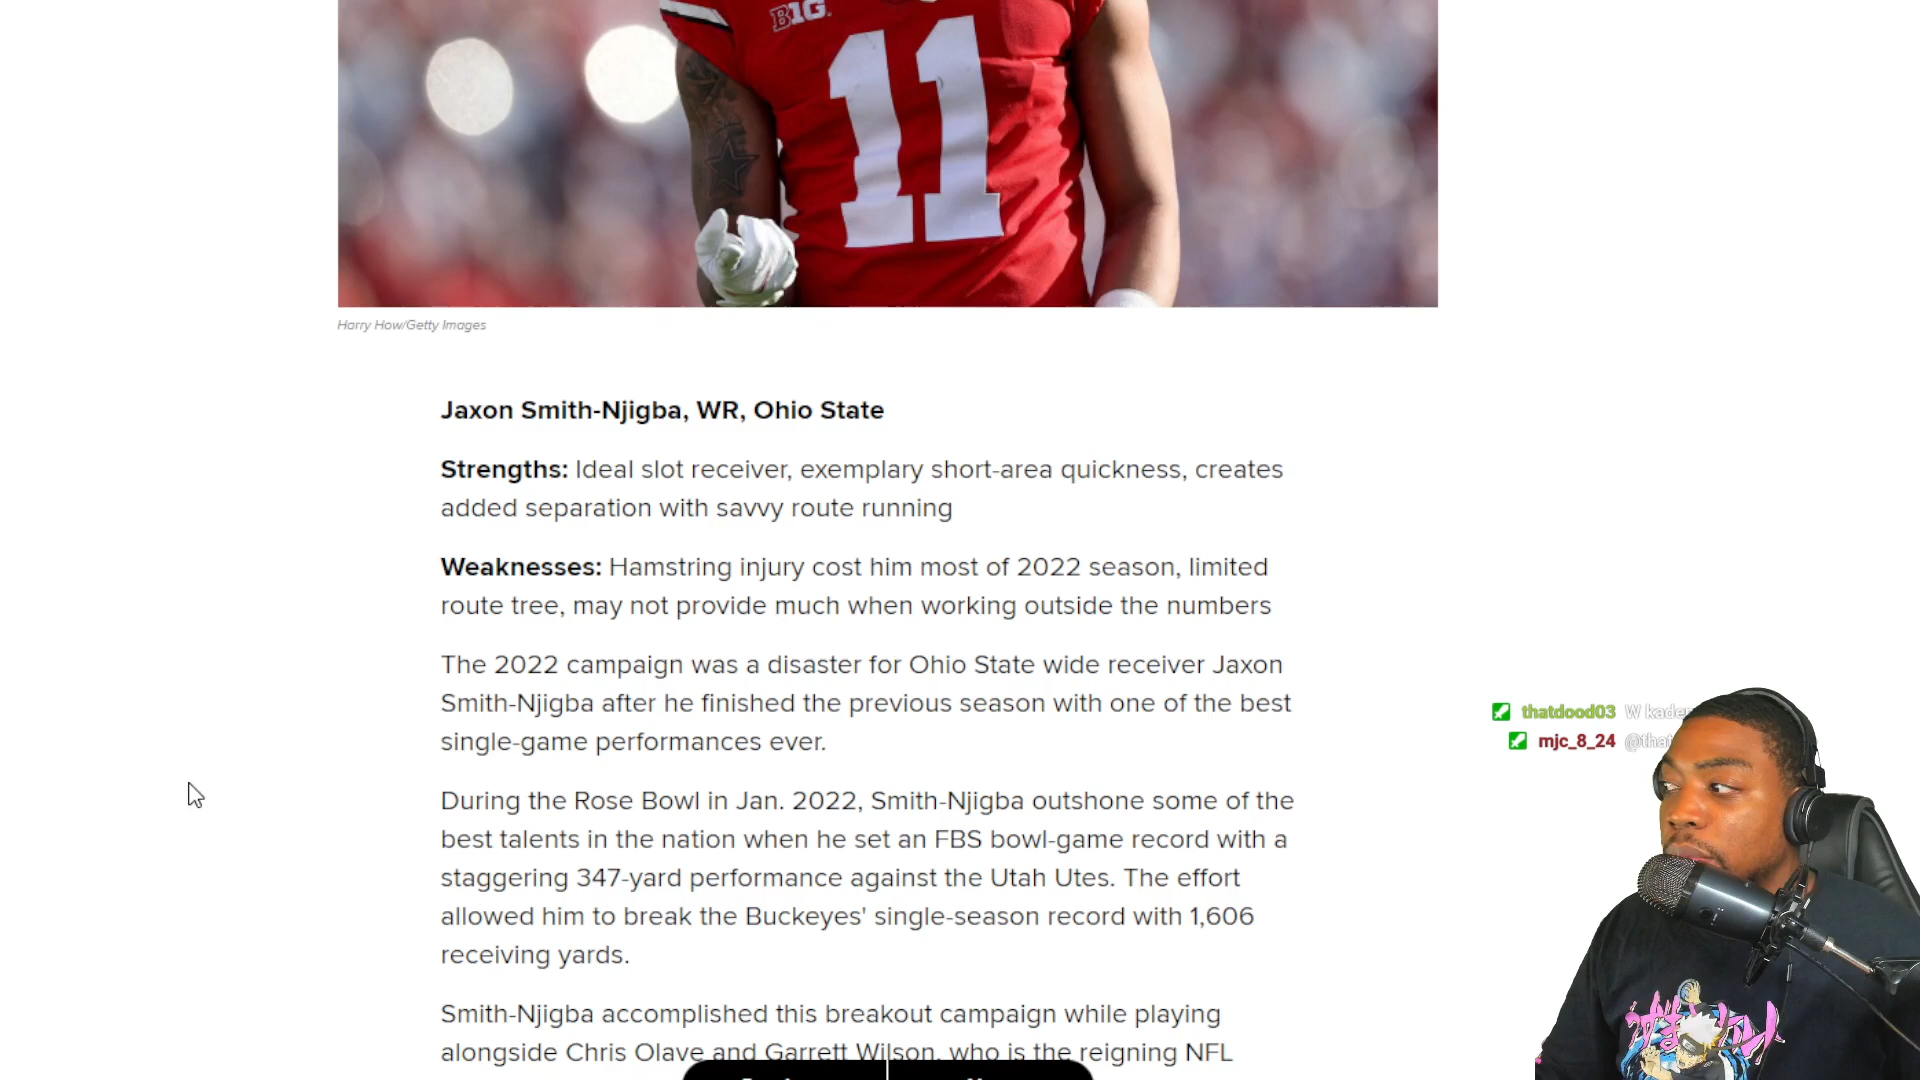 B1G.
11
Harry How/Getty Images
Jaxon Smith-Njigba, WR, Ohio State
Strengths: Ideal slot receiver, exemplary short-area quickness, creates
added separation with savvy route running
Weaknesses: Hamstring injury cost him most of 2022 season, limited
route tree, may not provide much when working outside the numbers
The 2022 campaign was a disaster for Ohio State wide receiver Jaxon
Smith-Njigba after he finished the previous season with one of the best
single-game performances ever.
During the Rose Bowl in Jan. 2022, Smith-Njigba outshone some of the
best talents in the nation when he set an FBS bowl-game record with a
staggering 347-yard performance against the Utah Utes. The effort
allowed him to break the Buckeyes' single-season record with 1,606
receiving yards.
Smith-Njigba accomplished this breakout campaign while playing
alongside Chris Olave and Garrett Wilson, who is the reigning NFL
thatdood03 W
mjc_8_24